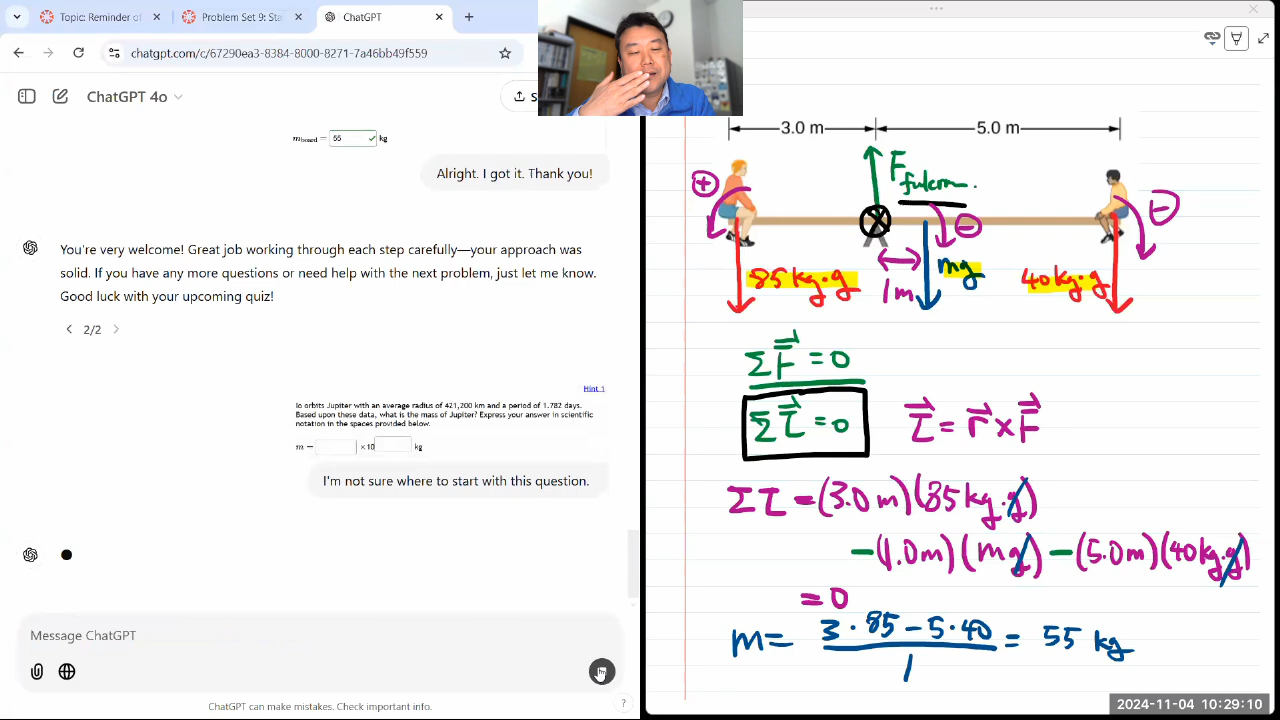 Topic: Reminder of
Problem set 9: Sta
ChatGPT
chatgpt.com/c/67290ea3-8384-8000-8271-7ad0b49f559
ChatGPT 4o
S
m_board = 55 kg
Alright. I got it. Thank you!
You're very welcome! Great job working through each step carefully—your approach was
solid. If you have any more questions or need help with the next problem, just let me know.
Good luck with your upcoming quiz!
2/2
Hint 1
Io orbits Jupiter with an average radius of 421,200 km and a period of 1.782 days.
Based upon these data, what is the mass of Jupiter? Express your answer in scientific
notation in the spaces provided below.
m = ×10 kg
I'm not sure where to start with this question.
Message ChatGPT
ChatGPT can make mistakes. Check important info.
?
3.0 m 5.0 m
F fulcrum.
+ − −
85 kg·g 1m mg 40 kg·g
ΣF⃗ = 0
Στ⃗ = 0 τ⃗ = r⃗ × F⃗
Στ = (3.0 m)(85 kg·g)
− (1.0 m)(mg) − (5.0 m)(40 kg·g)
= 0
m = (3·85 − 5·40)/1 = 55 kg
2024-11-04 10:29:10